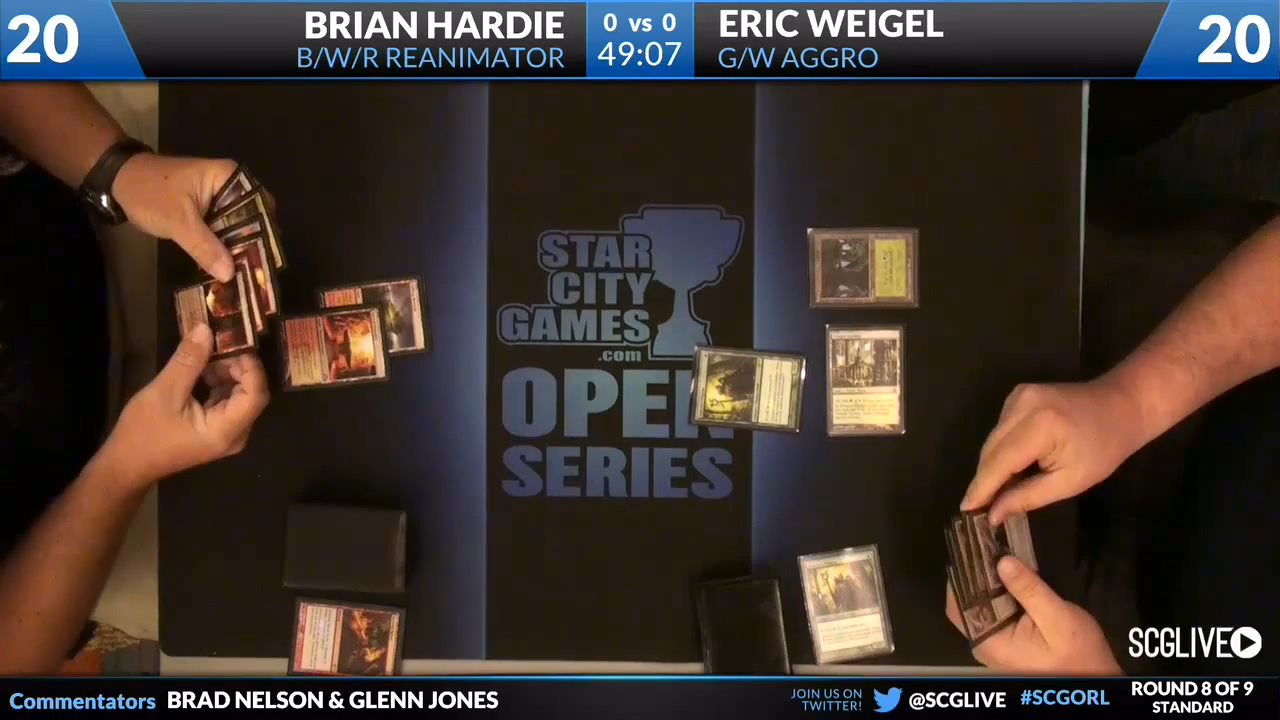 20
BRIAN HARDIE
B/W/R REANIMATOR
0 vs 0
49:07
ERIC WEIGEL
G/W AGGRO
20
STAR
CITY
GAMES
.com
OPEN
SERIES
SCGLIVE
Commentators BRAD NELSON & GLENN JONES
JOIN US ON
TWITTER!
@SCGLIVE
#SCGORL
ROUND 8 OF 9
STANDARD